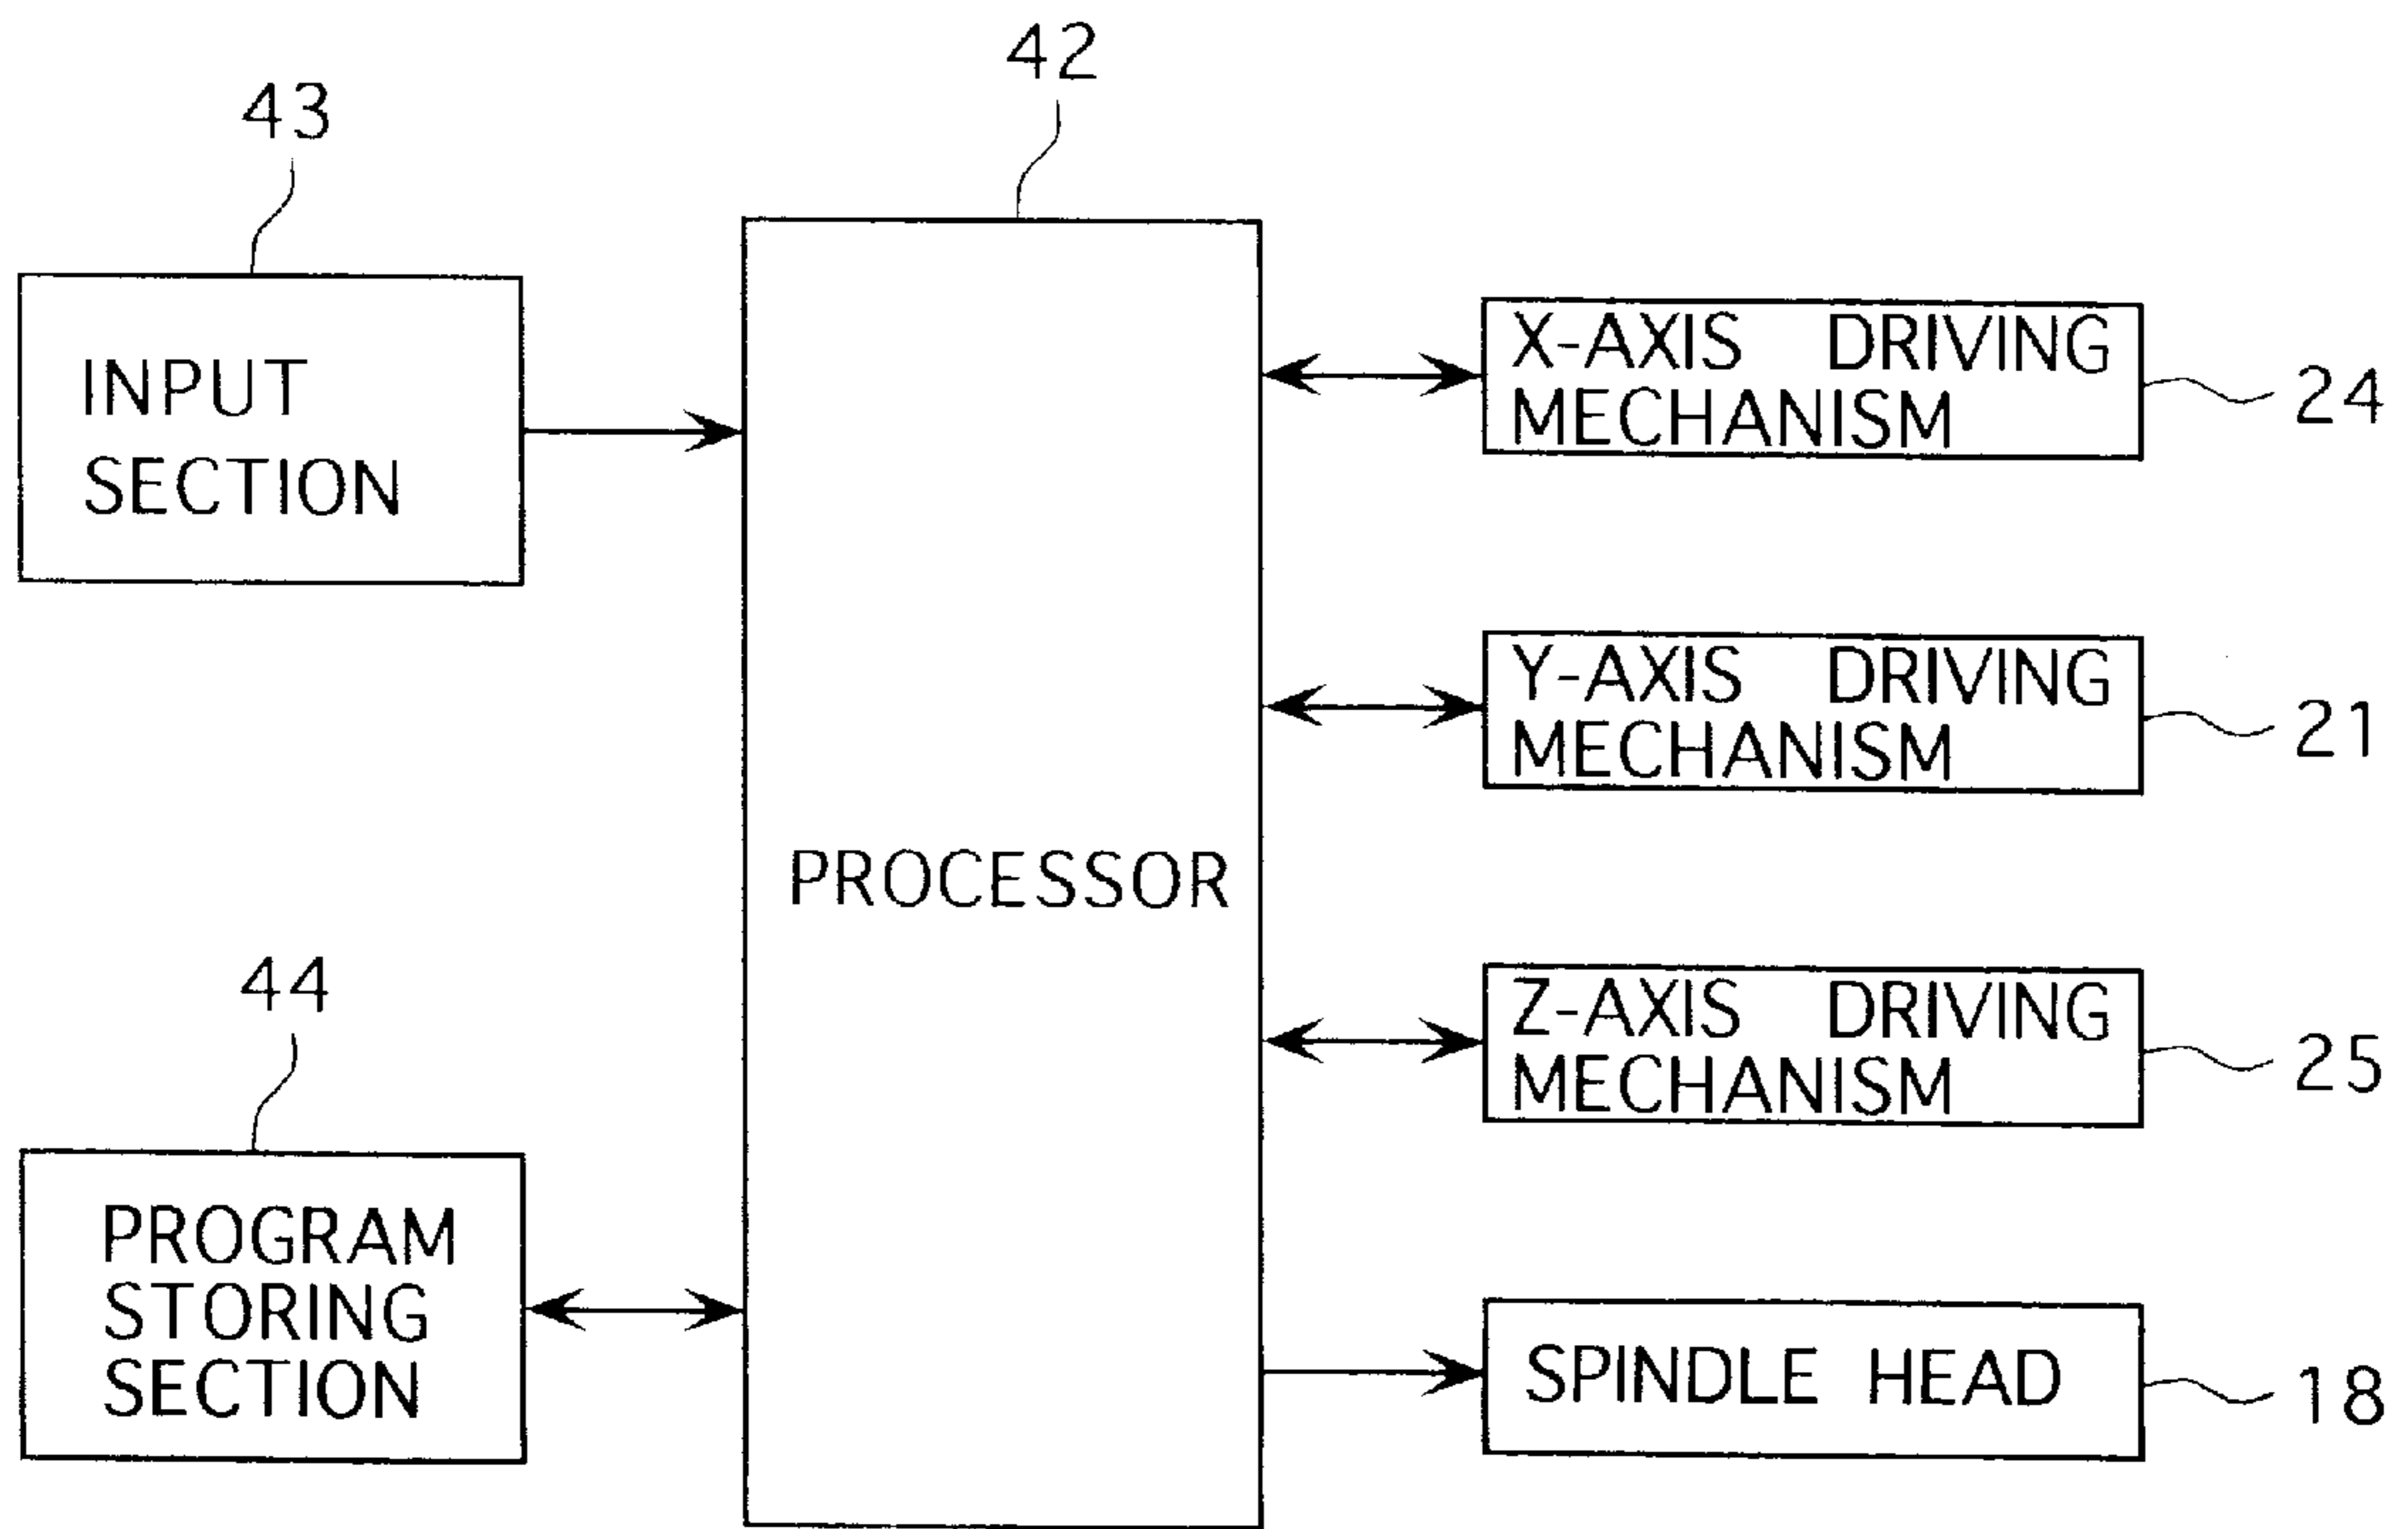 42
43
INPUT
SECTION
44
PROGRAM
STORING
SECTION
PROCESSOR
X-AXIS DRIVING
MECHANISM
24
Y-AXIS DRIVING
MECHANISM
21
Z-AXIS DRIVING
MECHANISM
25
SPINDLE HEAD
18